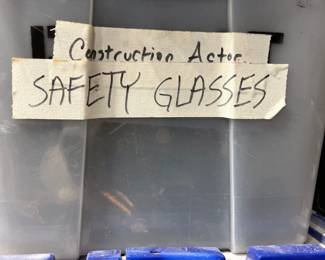 Construction Actor
SAFETY GLASSES